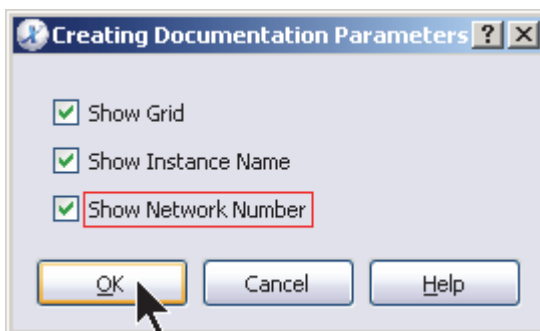 Creating Documentation Parameters
Show Grid
Show Instance Name
Show Network Number
OK Cancel Help